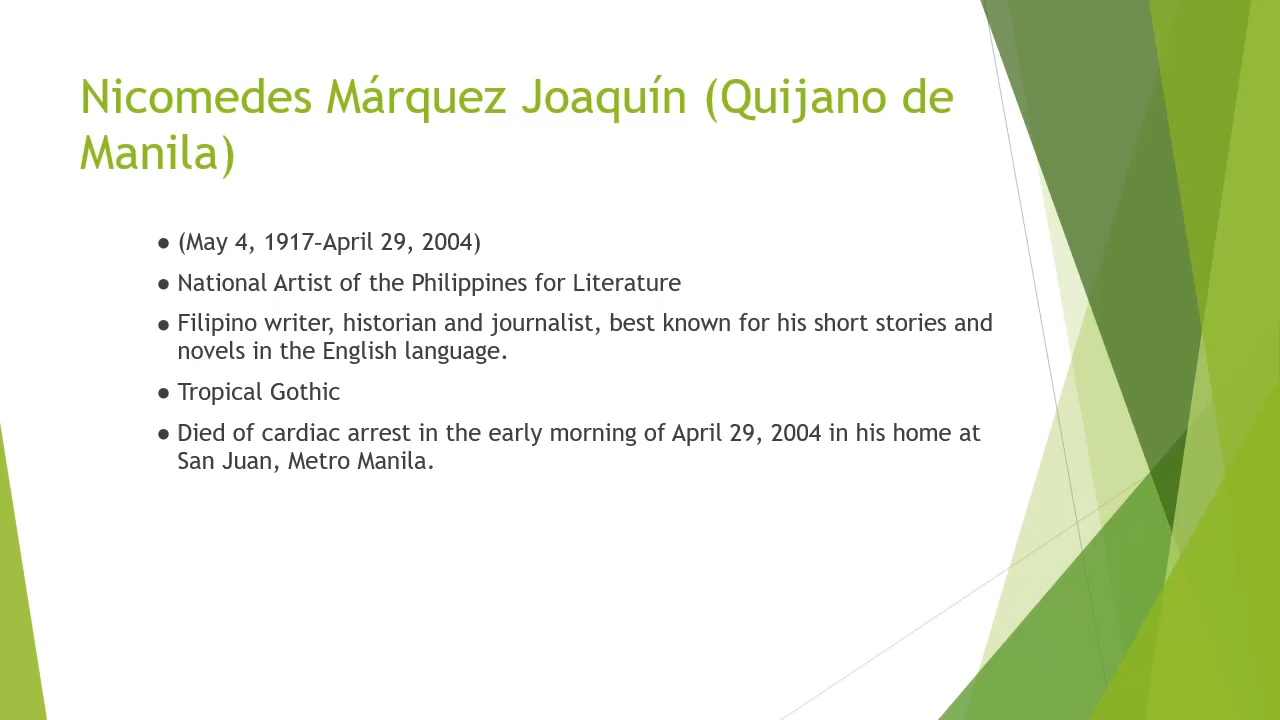 Nicomedes Márquez Joaquín (Quijano de
Manila)
● (May 4, 1917–April 29, 2004)
● National Artist of the Philippines for Literature
● Filipino writer, historian and journalist, best known for his short stories and
novels in the English language.
● Tropical Gothic
● Died of cardiac arrest in the early morning of April 29, 2004 in his home at
San Juan, Metro Manila.